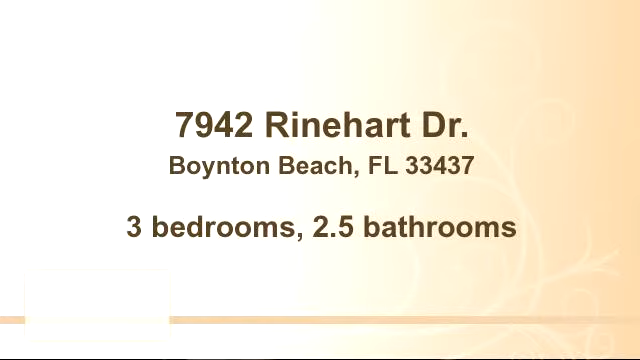 7942 Rinehart Dr.
Boynton Beach, FL 33437
3 bedrooms, 2.5 bathrooms